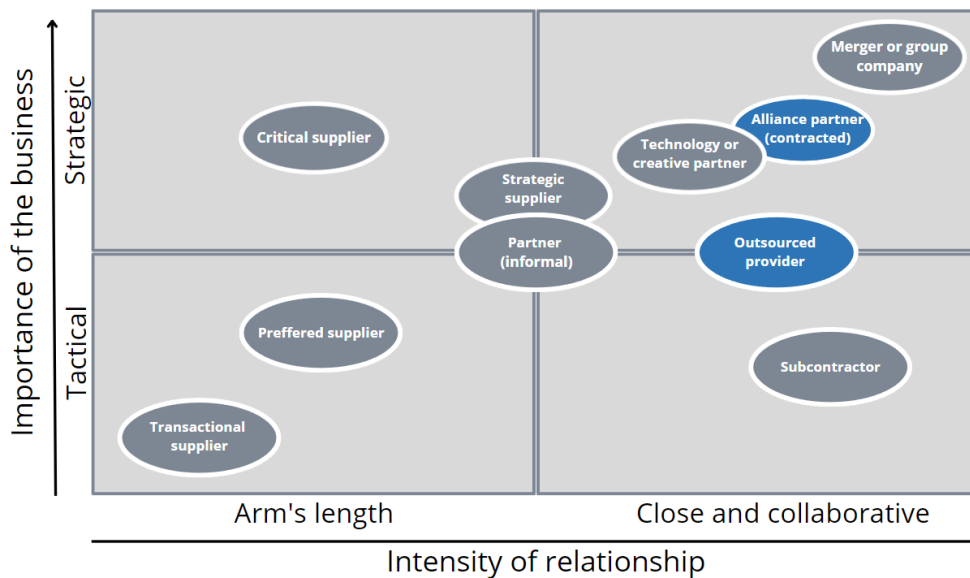 Importance of the business
Strategic
Tactical
Merger or group
company
Alliance partner
(contracted)
Critical supplier
Technology or
creative partner
Strategic
supplier
Partner
(informal)
Outsourced
provider
Preffered supplier
Subcontractor
Transactional
supplier
Arm's length
Close and collaborative
Intensity of relationship